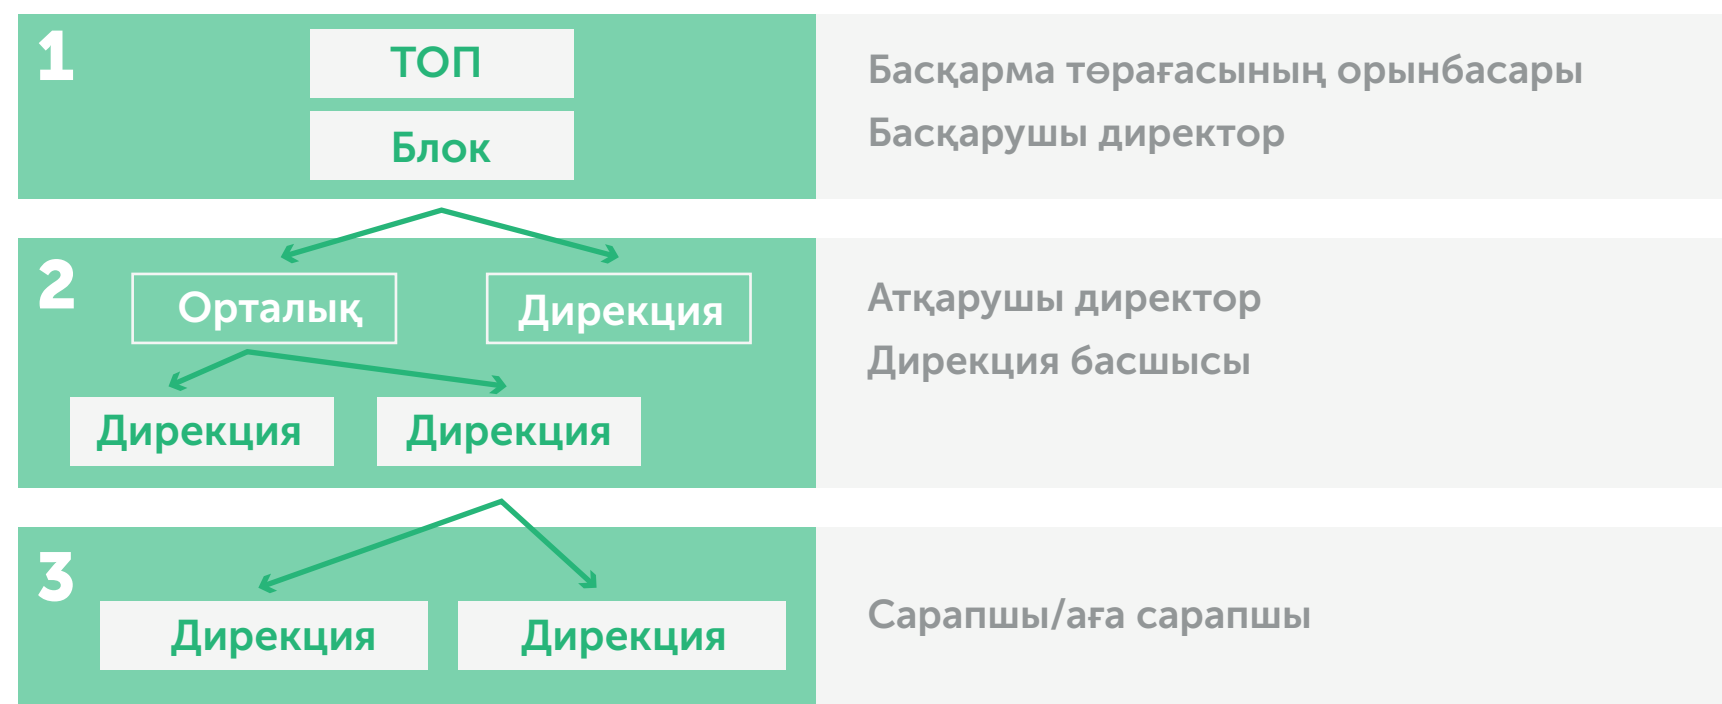 1
ТОП
Блок
Басқарма төрағасының орынбасары
Басқарушы директор
2
Орталық
Дирекция
Дирекция
Дирекция
Атқарушы директор
Дирекция басшысы
3
Дирекция
Дирекция
Сарапшы/аға сарапшы